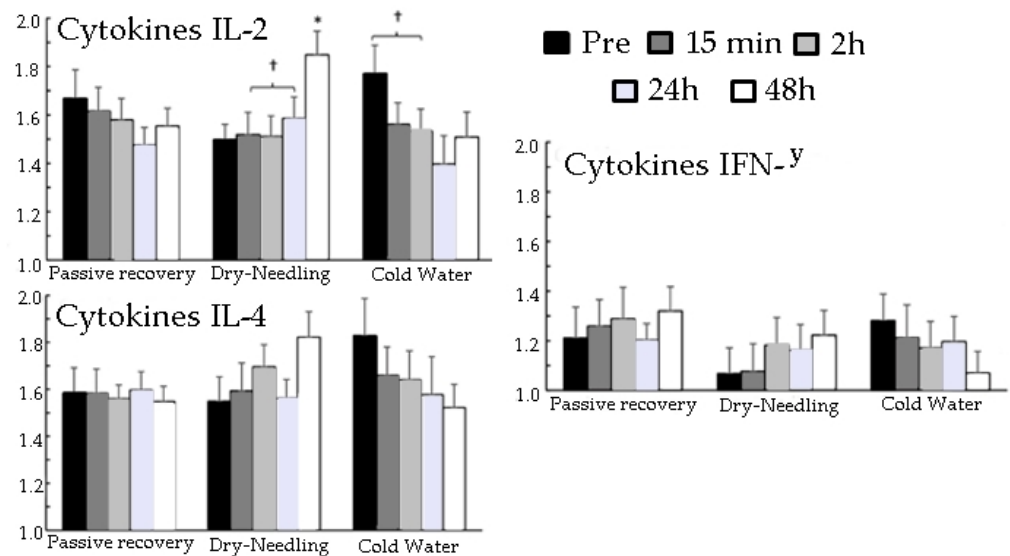 Cytokines IL-2
2.0
1.8
1.6
1.4
1.2
1.0
†
*
†
Passive recovery Dry-Needling Cold Water
Pre 15 min 2h
24h 48h
Cytokines IL-4
2.0
1.8
1.6
1.4
1.2
1.0
Passive recovery Dry-Needling Cold Water
Cytokines IFN-y
2.0
1.8
1.6
1.4
1.2
1.0
Passive recovery Dry-Needling Cold Water